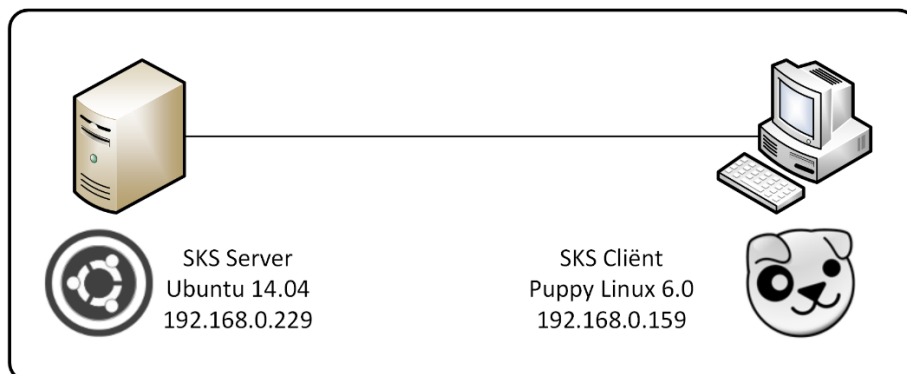 SKS Server
Ubuntu 14.04
192.168.0.229
SKS Cliënt
Puppy Linux 6.0
192.168.0.159